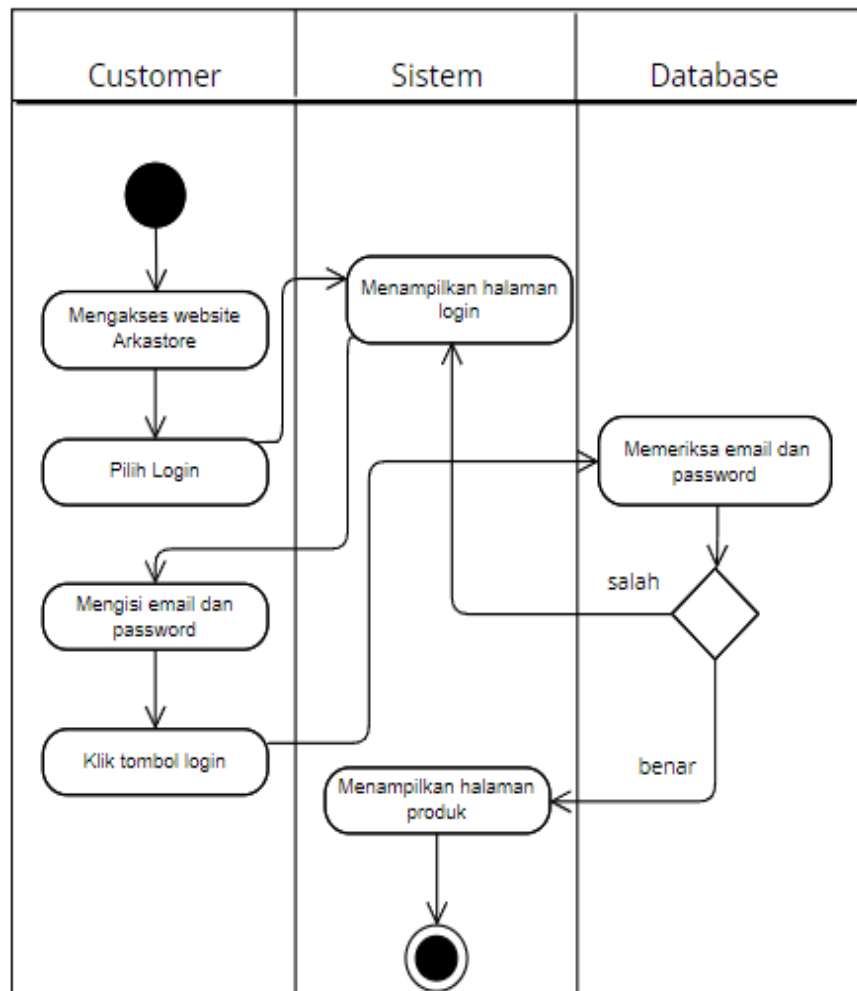 Customer
Sistem
Database
Mengakses website
Arkastore
Pilih Login
Menampilkan halaman
login
Mengisi email dan
password
Klik tombol login
Memeriksa email dan
password
salah
benar
Menampilkan halaman
produk